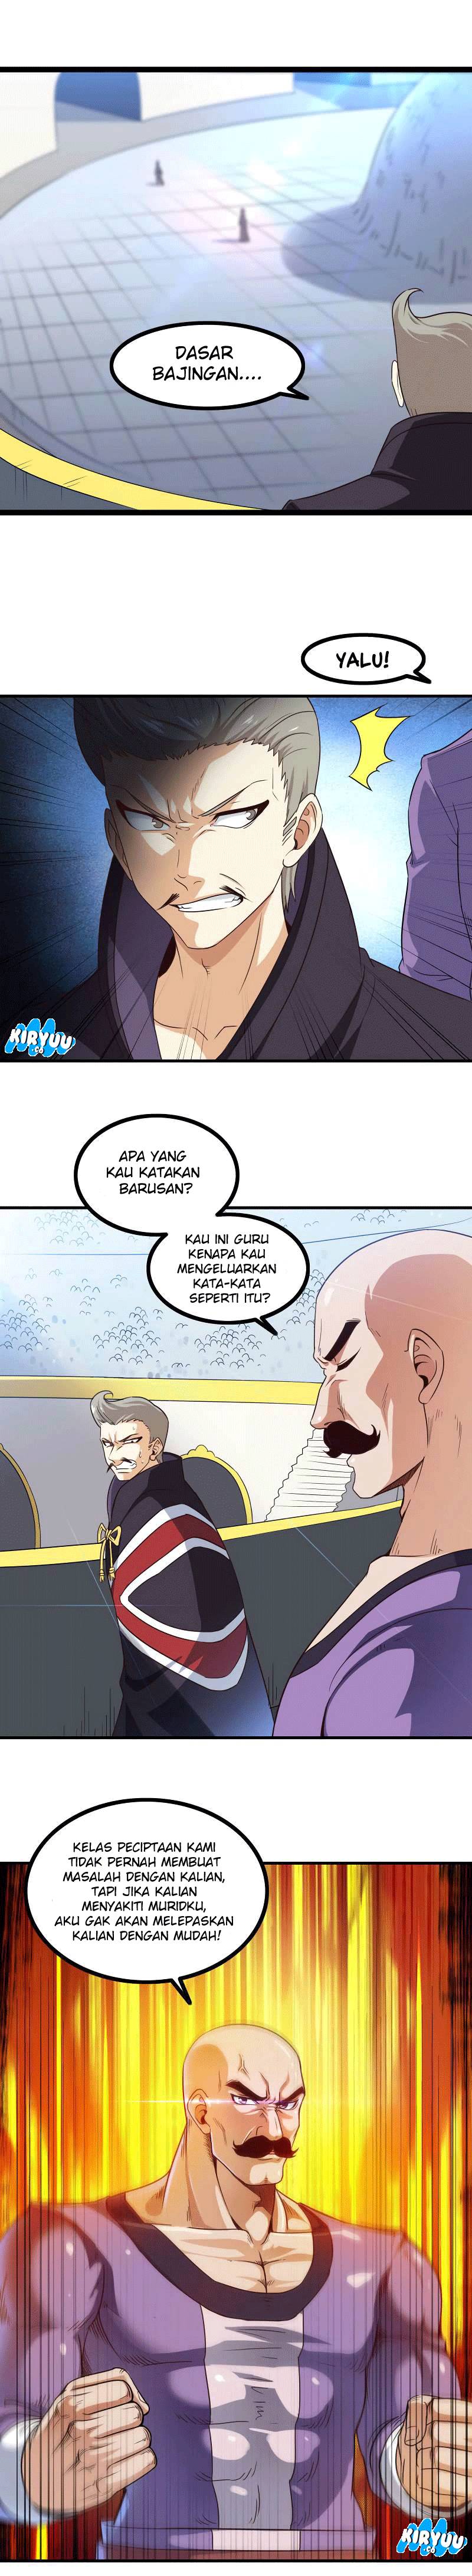 DASAR
BAJINGAN....
YALU!
KIRYUU
.CO
APA YANG
KAU KATAKAN
BARUSAN?
KAU INI GURU
KENAPA KAU
MENGELUARKAN
KATA-KATA
SEPERTI ITU?
KELAS PECIPTAAN KAMI
TIDAK PERNAH MEMBUAT
MASALAH DENGAN KALIAN,
TAPI JIKA KALIAN
MENYAKITI MURIDKU,
AKU GAK AKAN MELEPASKAN
KALIAN DENGAN MUDAH!
KIRYUU
.CO